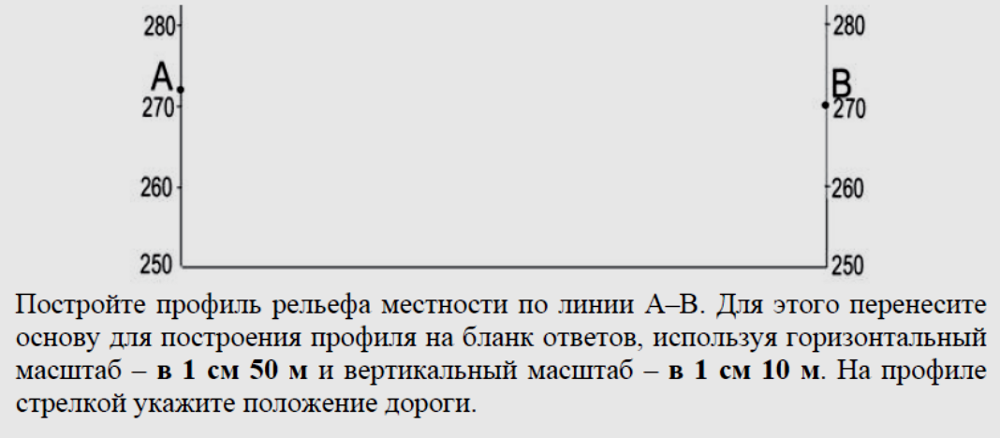 280 280
А В
270 270
260 260
250 250
Постройте профиль рельефа местности по линии А–В. Для этого перенесите
основу для построения профиля на бланк ответов, используя горизонтальный
масштаб – в 1 см 50 м и вертикальный масштаб – в 1 см 10 м. На профиле
стрелкой укажите положение дороги.